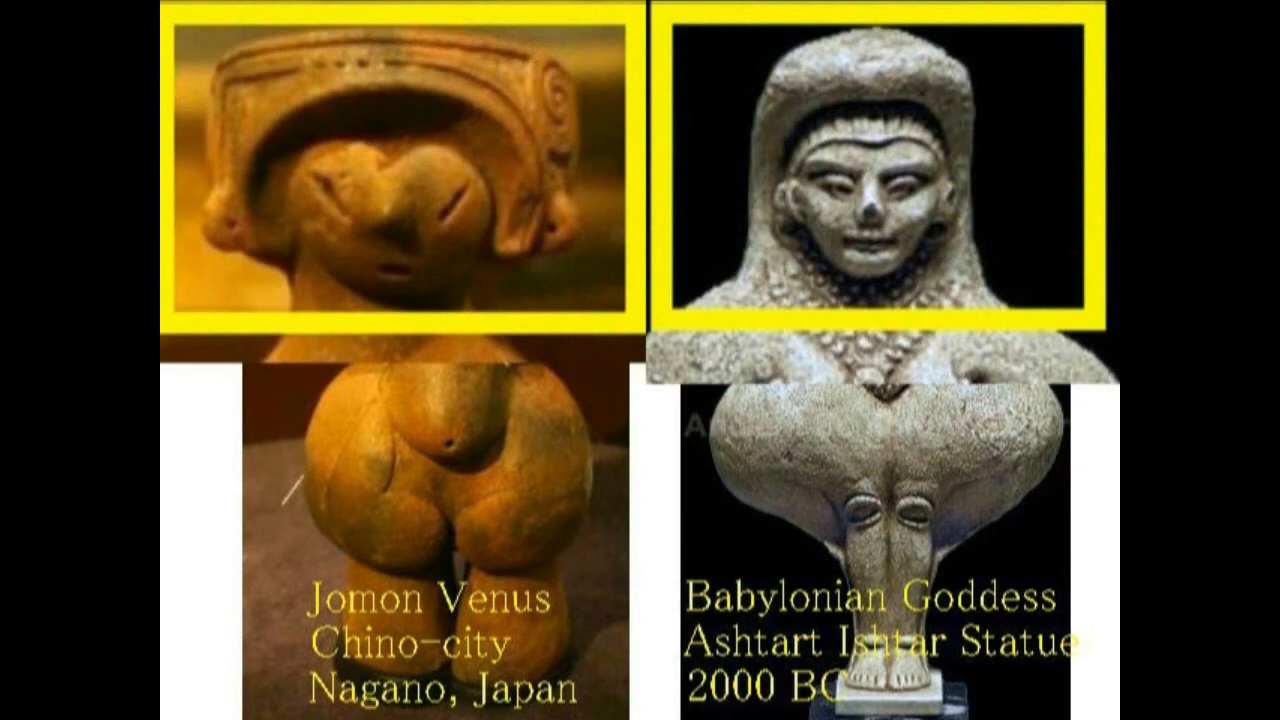 Jomon Venus
Chino-city
Nagano, Japan
Babylonian Goddess
Ashtart Ishtar Statue
2000 BC